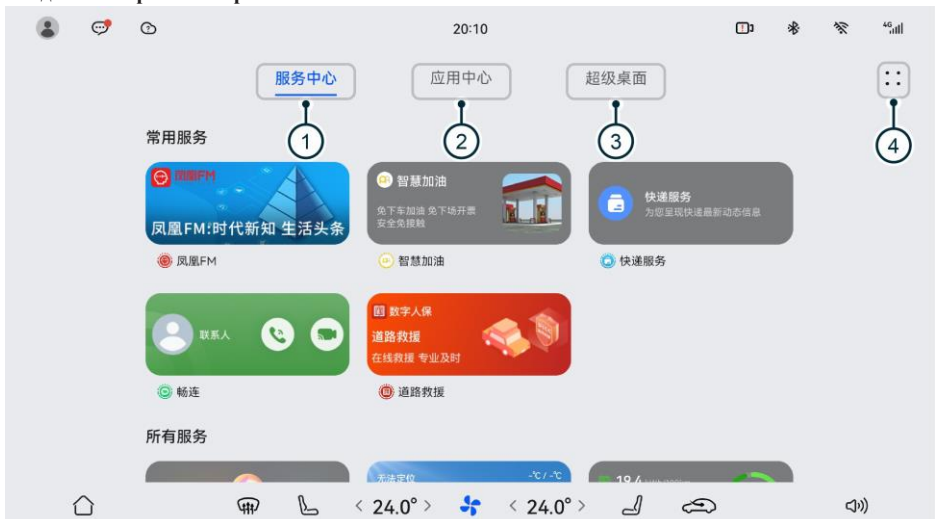 20:10
4G
服务中心
应用中心
超级桌面
1
2
3
4
常用服务
凤凰FM
凤凰FM:时代新知 生活头条
凤凰FM
智慧加油
免下车加油 免下场开票
安全免接触
智慧加油
快递服务
为您呈现快递最新动态信息
快递服务
联系人
畅连
数字人保
道路救援
在线救援 专业及时
道路救援
所有服务
无法定位
-℃/-℃
19.4
24.0°
24.0°